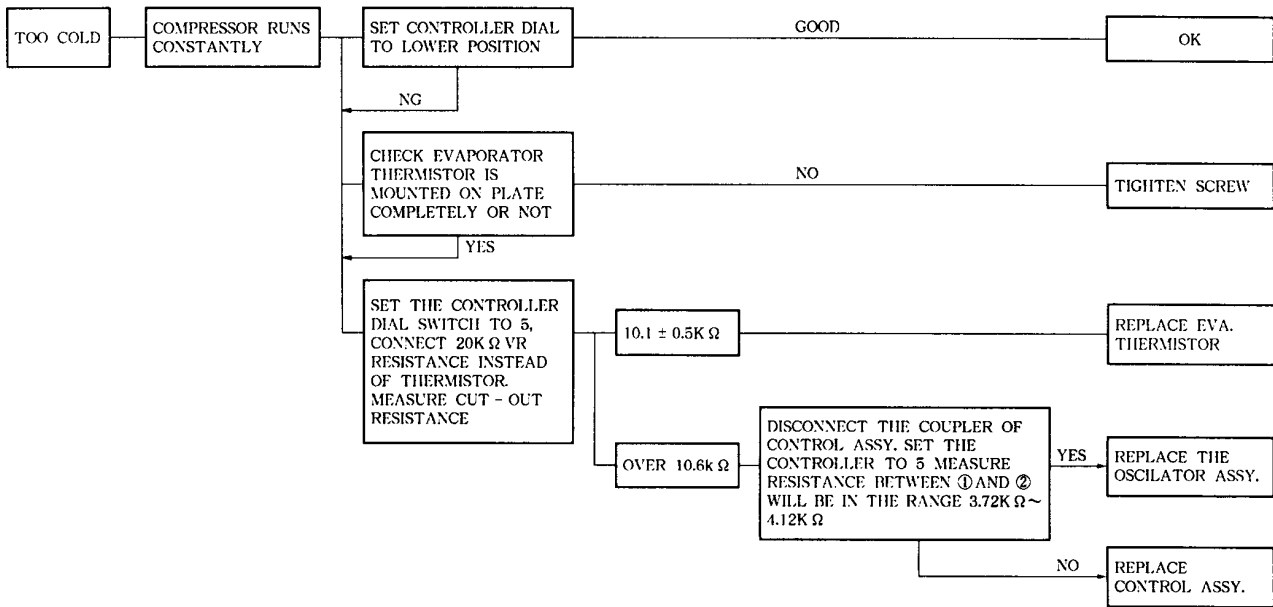 TOO COLD
COMPRESSOR RUNS
CONSTANTLY
SET CONTROLLER DIAL
TO LOWER POSITION
GOOD
OK
NG
CHECK EVAPORATOR
THERMISTOR IS
MOUNTED ON PLATE
COMPLETELY OR NOT
NO
TIGHTEN SCREW
YES
SET THE CONTROLLER
DIAL SWITCH TO 5,
CONNECT 20K Ω VR
RESISTANCE INSTEAD
OF THERMISTOR.
MEASURE CUT - OUT
RESISTANCE
10.1 ± 0.5K Ω
REPLACE EVA.
THERMISTOR
OVER 10.6k Ω
DISCONNECT THE COUPLER OF
CONTROL ASSY. SET THE
CONTROLLER TO 5 MEASURE
RESISTANCE BETWEEN ① AND ②
WILL BE IN THE RANGE 3.72K Ω ~
4.12K Ω
YES
REPLACE THE
OSCILATOR ASSY.
NO
REPLACE
CONTROL ASSY.